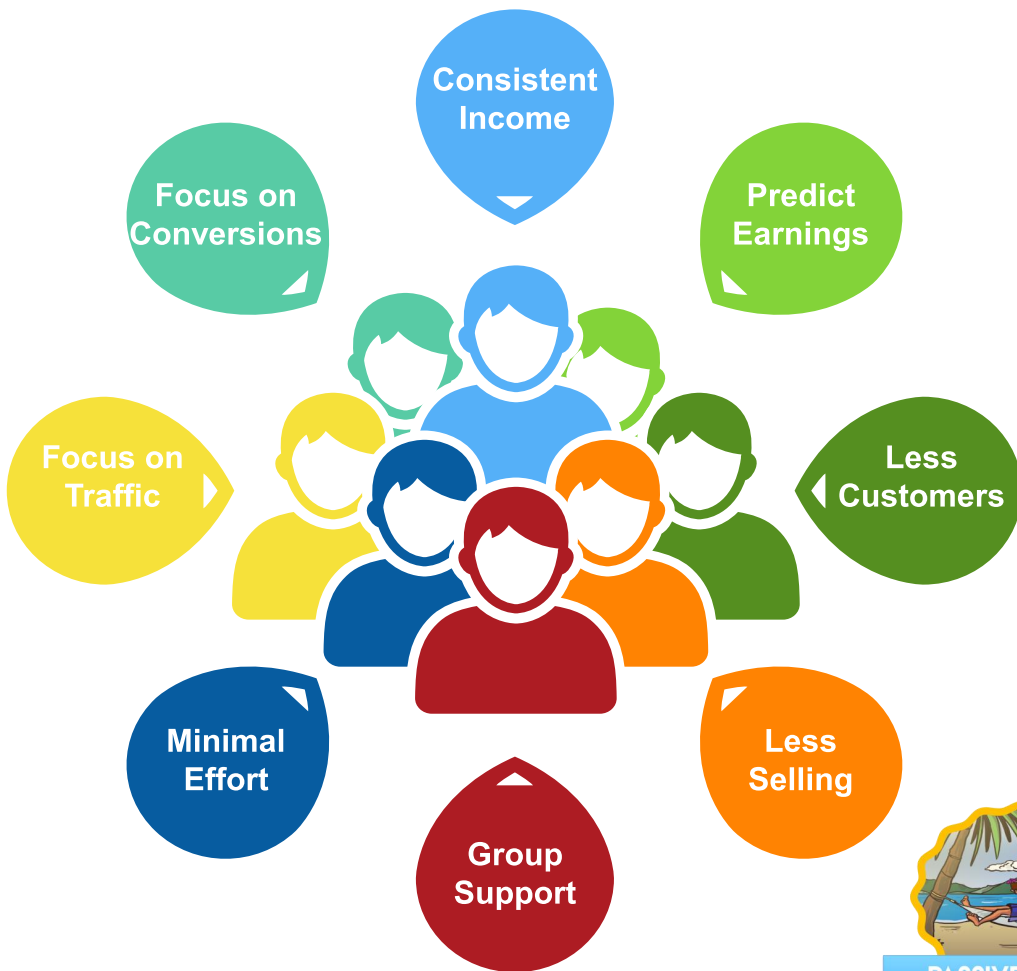 Consistent
Income
Predict
Earnings
Less
Customers
Less
Selling
Group
Support
Minimal
Effort
Focus on
Traffic
Focus on
Conversions